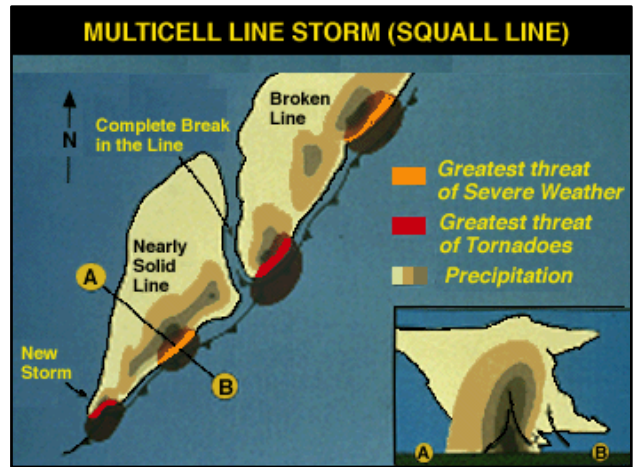 MULTICELL LINE STORM (SQUALL LINE)
N
Complete Break
in the Line
Broken
Line
Greatest threat
of Severe Weather
Greatest threat
of Tornadoes
Precipitation
Nearly
Solid
Line
A
B
New
Storm
A
B